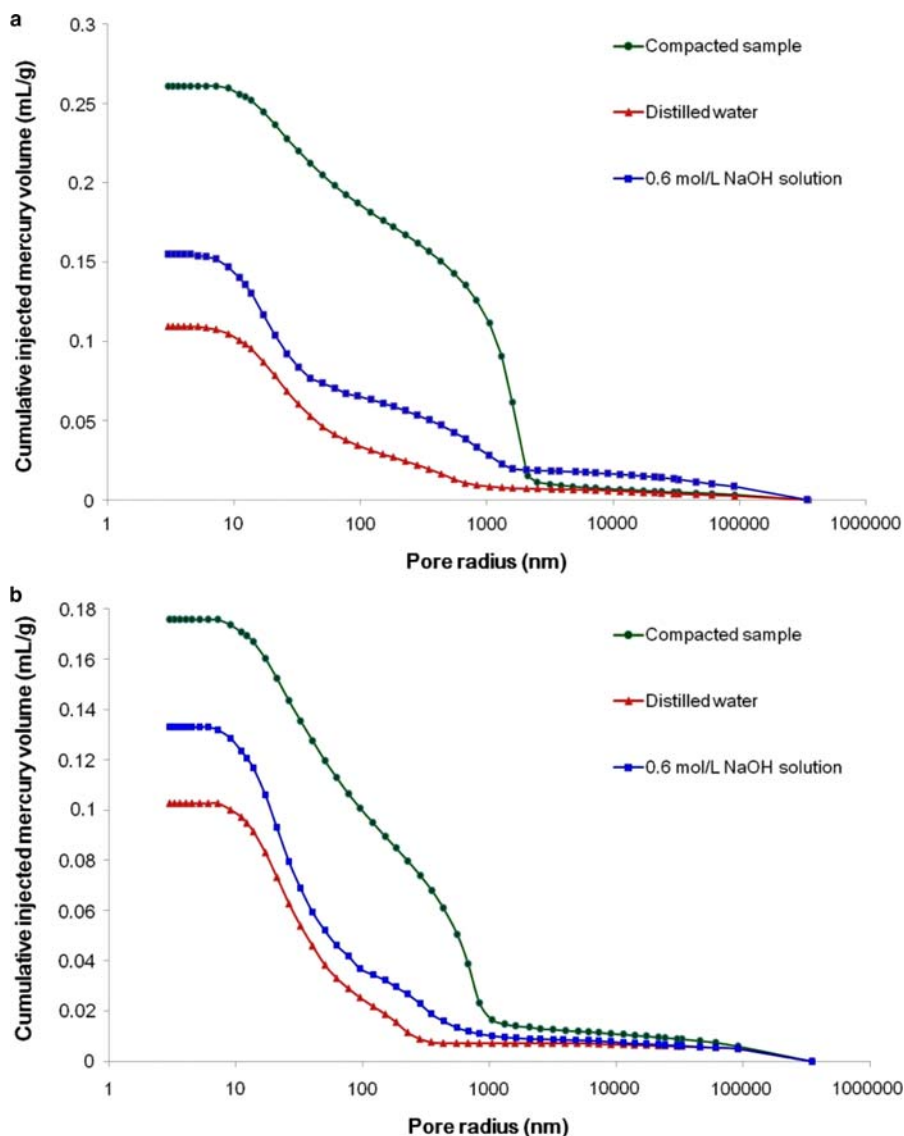 a
Cumulative injected mercury volume (mL/g)
0.3
0.25
0.2
0.15
0.1
0.05
0
Compacted sample
Distilled water
0.6 mol/L NaOH solution
1 10 100 1000 10000 100000 1000000
Pore radius (nm)
b
Cumulative injected mercury volume (mL/g)
0.18
0.16
0.14
0.12
0.1
0.08
0.06
0.04
0.02
0
Compacted sample
Distilled water
0.6 mol/L NaOH solution
1 10 100 1000 10000 100000 1000000
Pore radius (nm)